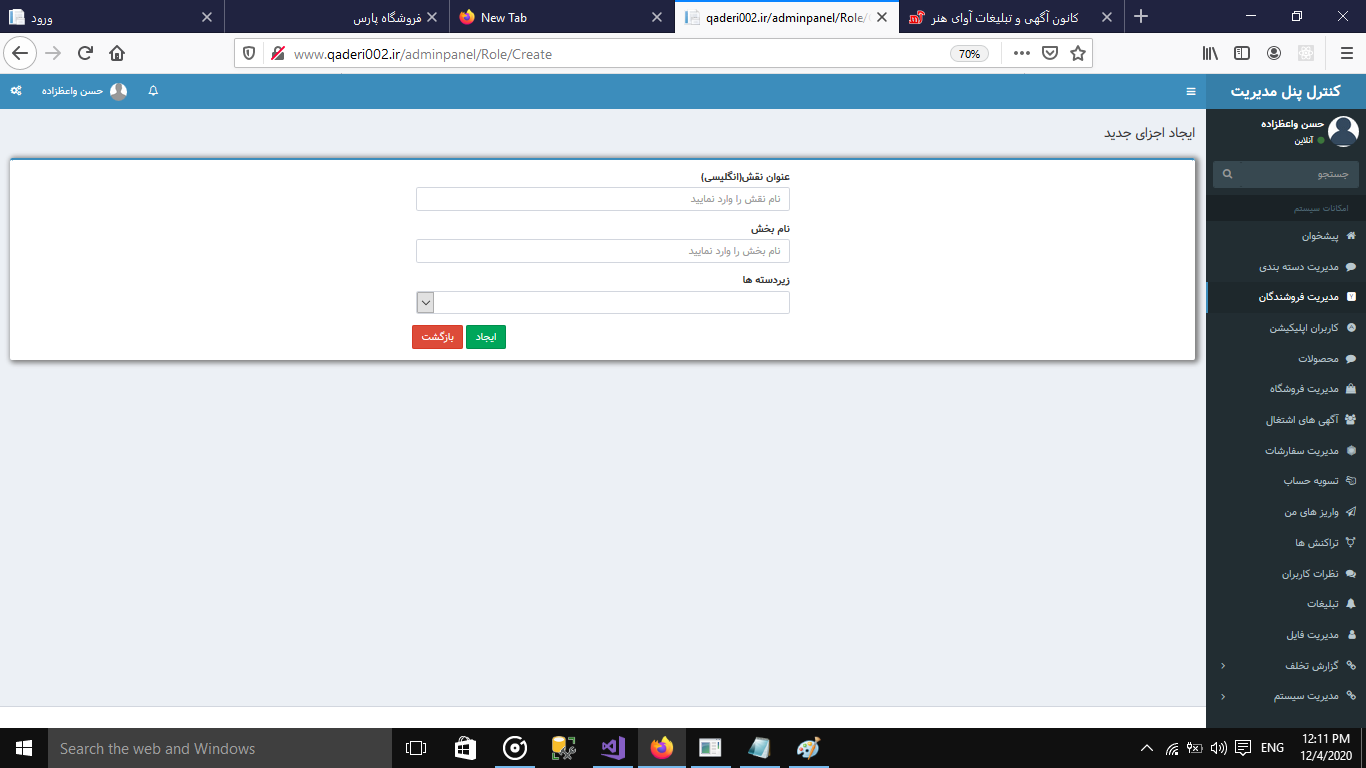 ورود
فروشگاه پارس
New Tab
qaderi002.ir/adminpanel/Role/
کانون آگهی و تبلیغات آوای هنر
www.qaderi002.ir/adminpanel/Role/Create
70%
کنترل پنل مدیریت
حسن واعظزاده
حسن واعظزاده
آنلاین
جستجو
امکانات سیستم
پیشخوان
مدیریت دسته بندی
مدیریت فروشندگان
کاربران اپلیکیشن
محصولات
مدیریت فروشگاه
آگهی های اشتغال
مدیریت سفارشات
تسویه حساب
واریز های من
تراکنش ها
نظرات کاربران
تبلیغات
مدیریت فایل
گزارش تخلف
مدیریت سیستم
ایجاد اجزای جدید
عنوان نقش(انگلیسی)
نام نقش را وارد نمایید
نام بخش
نام بخش را وارد نمایید
زیردسته ها
ایجاد
بازگشت
Search the web and Windows
ENG
12:11 PM
12/4/2020